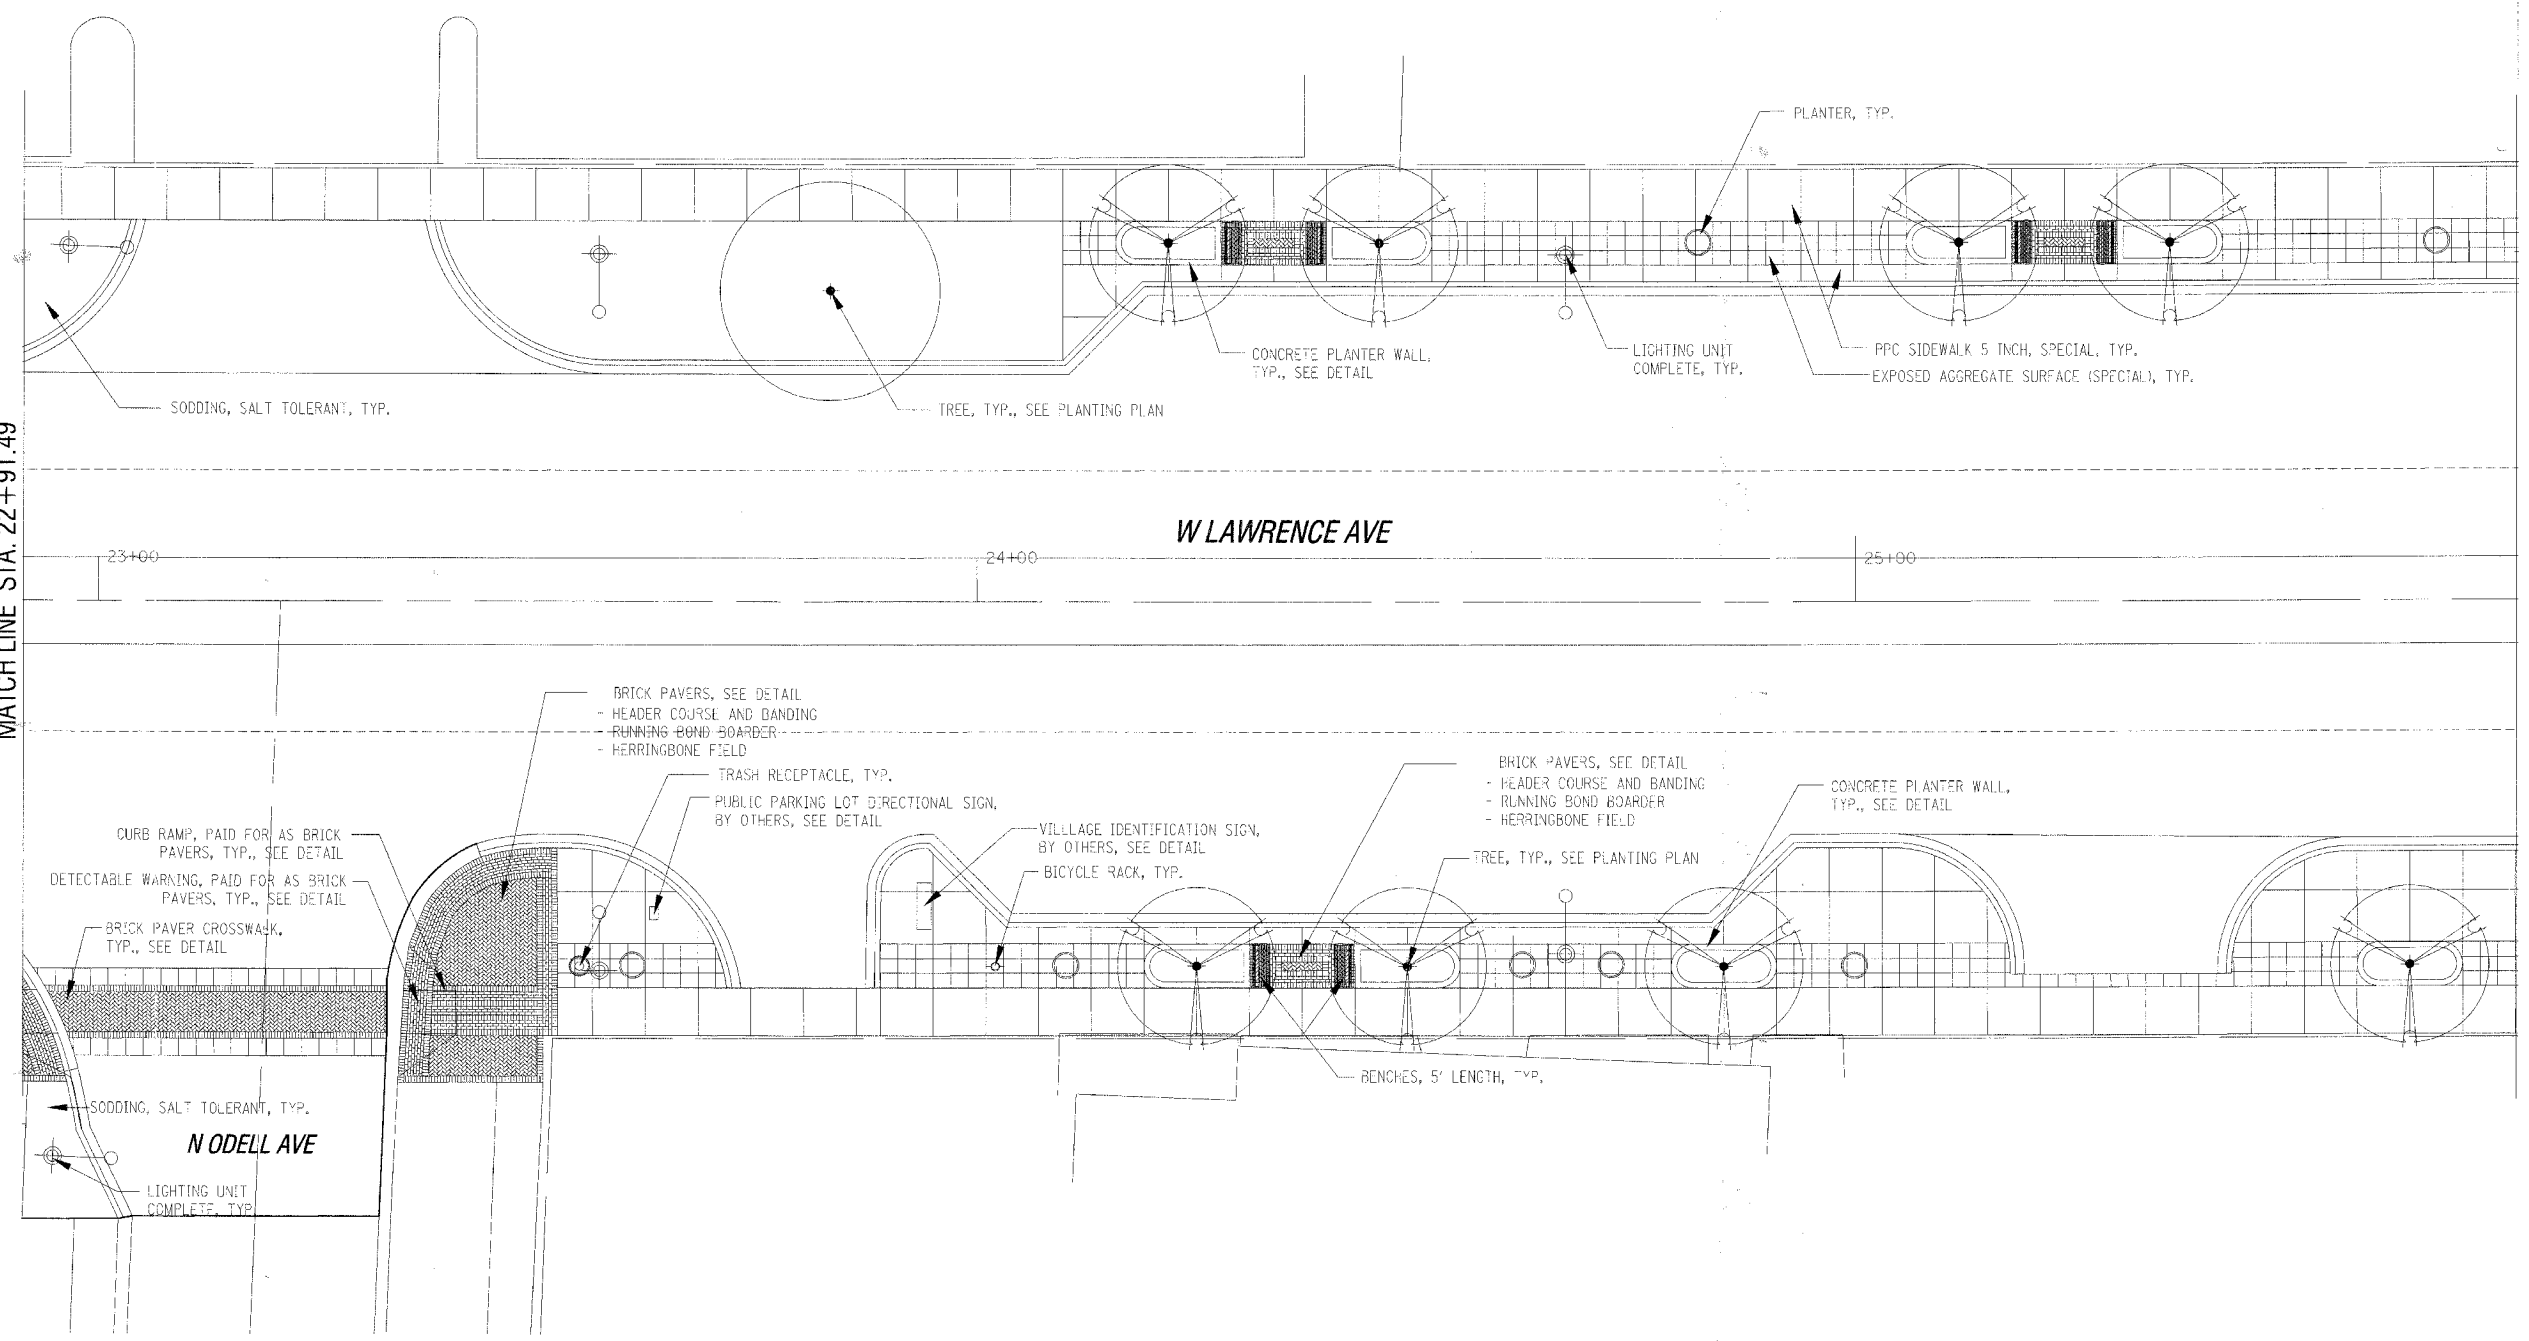 PLANTER, TYP.
CONCRETE PLANTER WALL,
TYP., SEE DETAIL
LIGHTING UNIT
COMPLETE, TYP.
PPC SIDEWALK 5 INCH, SPECIAL, TYP.
EXPOSED AGGREGATE SURFACE (SPECIAL), TYP.
SODDING, SALT TOLERANT, TYP.
TREE, TYP., SEE PLANTING PLAN
MATCH LINE STA. 22+91.49
W LAWRENCE AVE
23+00
24+00
25+00
BRICK PAVERS, SEE DETAIL
- HEADER COURSE AND BANDING
- RUNNING BOND BOARDER
- HERRINGBONE FIELD
TRASH RECEPTACLE, TYP.
PUBLIC PARKING LOT DIRECTIONAL SIGN,
BY OTHERS, SEE DETAIL
VILLLAGE IDENTIFICATION SIGN,
BY OTHERS, SEE DETAIL
BICYCLE RACK, TYP.
BRICK PAVERS, SEE DETAIL
- HEADER COURSE AND BANDING
- RUNNING BOND BOARDER
- HERRINGBONE FIELD
TREE, TYP., SEE PLANTING PLAN
CONCRETE PLANTER WALL,
TYP., SEE DETAIL
CURB RAMP, PAID FOR AS BRICK
PAVERS, TYP., SEE DETAIL
DETECTABLE WARNING, PAID FOR AS BRICK
PAVERS, TYP., SEE DETAIL
BRICK PAVER CROSSWALK,
TYP., SEE DETAIL
BENCHES, 5' LENGTH, TYP.
SODDING, SALT TOLERANT, TYP.
N ODELL AVE
LIGHTING UNIT
COMPLETE, TYP.